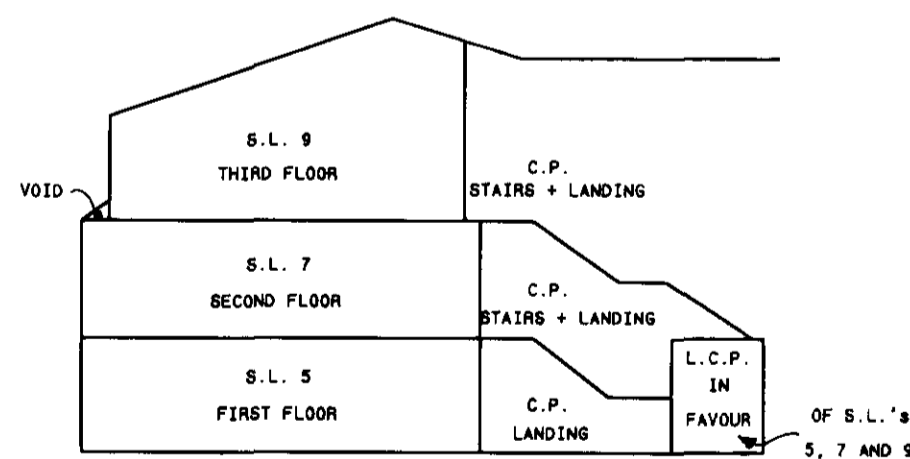 S.L. 9
THIRD FLOOR
C.P.
STAIRS + LANDING
VOID
S.L. 7
SECOND FLOOR
C.P.
STAIRS + LANDING
S.L. 5
FIRST FLOOR
C.P.
LANDING
L.C.P.
IN
FAVOUR
OF S.L.'s
5, 7 AND 9